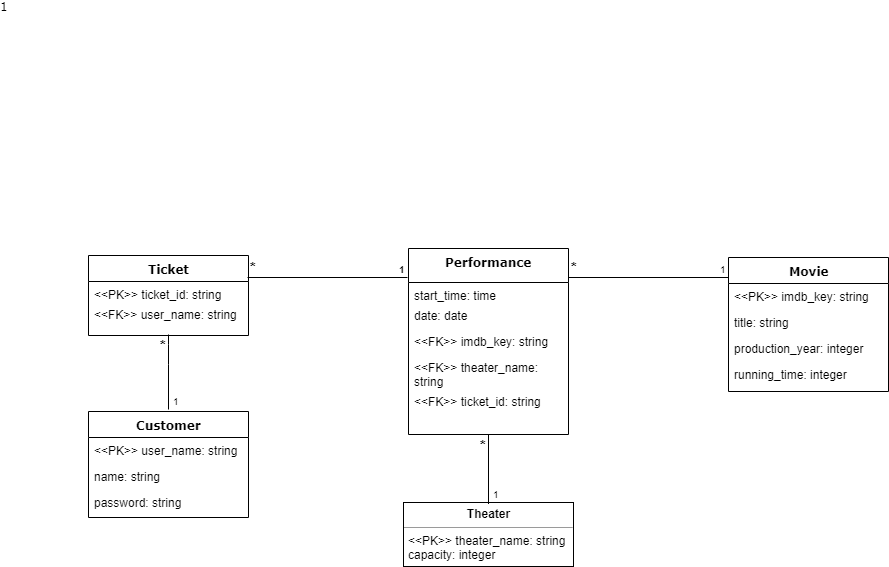 1
Ticket
<<PK>> ticket_id: string
<<FK>> user_name: string
*
1
Performance
start_time: time
date: date
<<FK>> imdb_key: string
<<FK>> theater_name:
string
<<FK>> ticket_id: string
*
1
Movie
<<PK>> imdb_key: string
title: string
production_year: integer
running_time: integer
*
1
Customer
<<PK>> user_name: string
name: string
password: string
*
1
Theater
<<PK>> theater_name: string
capacity: integer